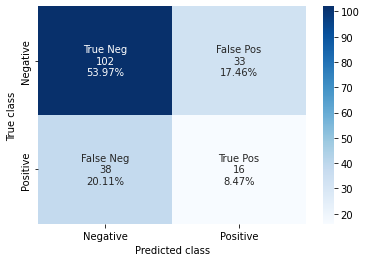 True Neg
102
53.97%
False Pos
33
17.46%
False Neg
38
20.11%
True Pos
16
8.47%
Negative
Positive
True class
Negative
Positive
Predicted class
100
90
80
70
60
50
40
30
20